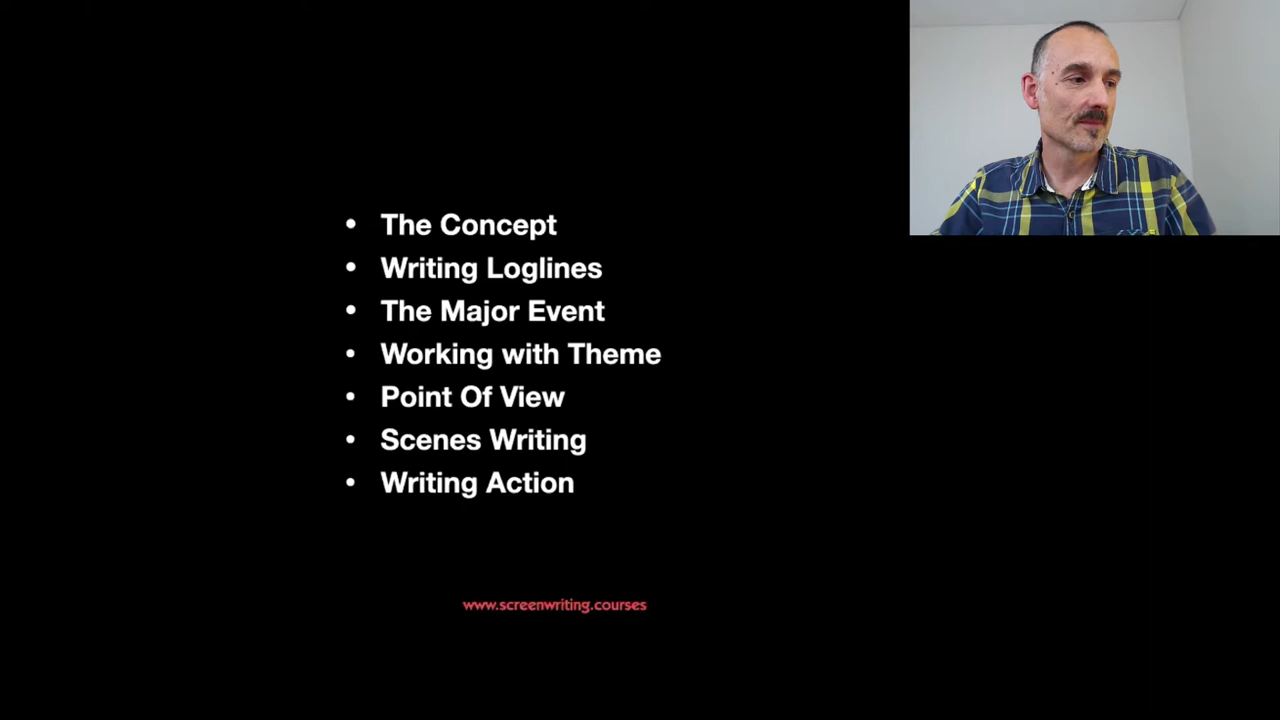 • The Concept
• Writing Loglines
• The Major Event
• Working with Theme
• Point Of View
• Scenes Writing
• Writing Action
www.screenwriting.courses